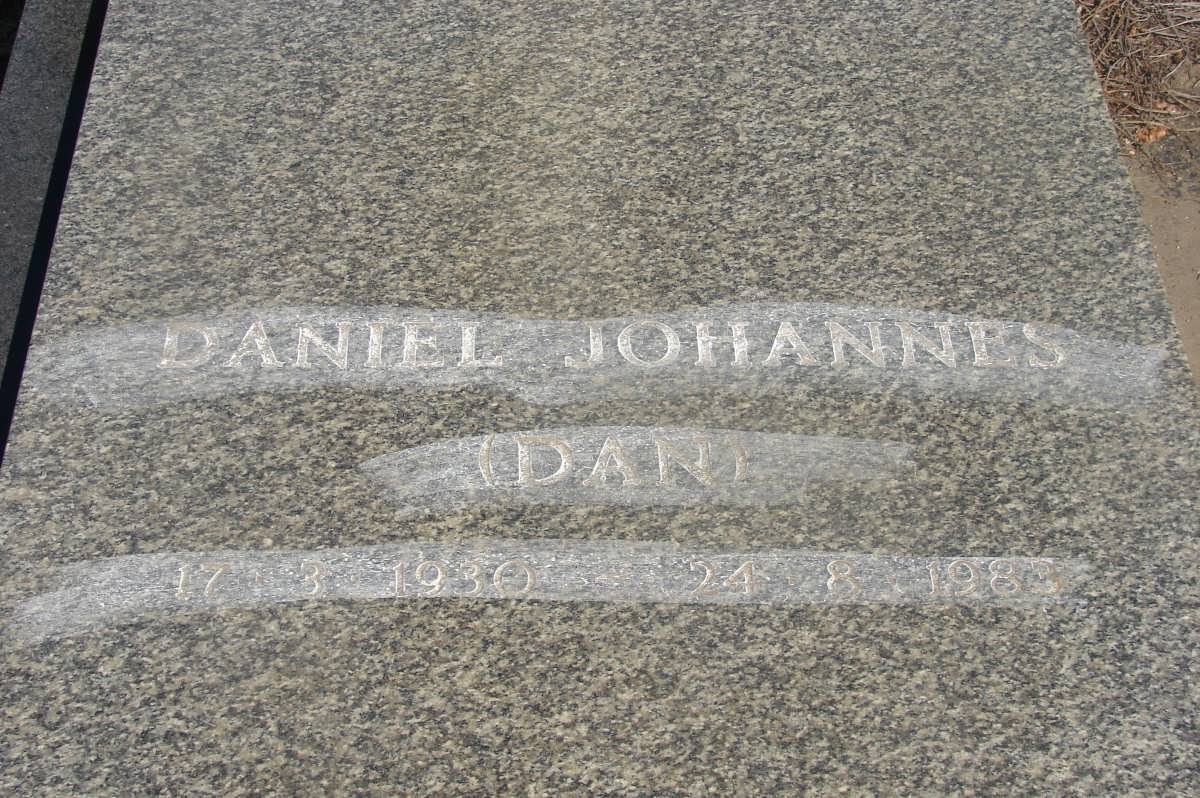 DANIEL JOHANNES
(DAN)
17·3·1930 – 24·8·1983